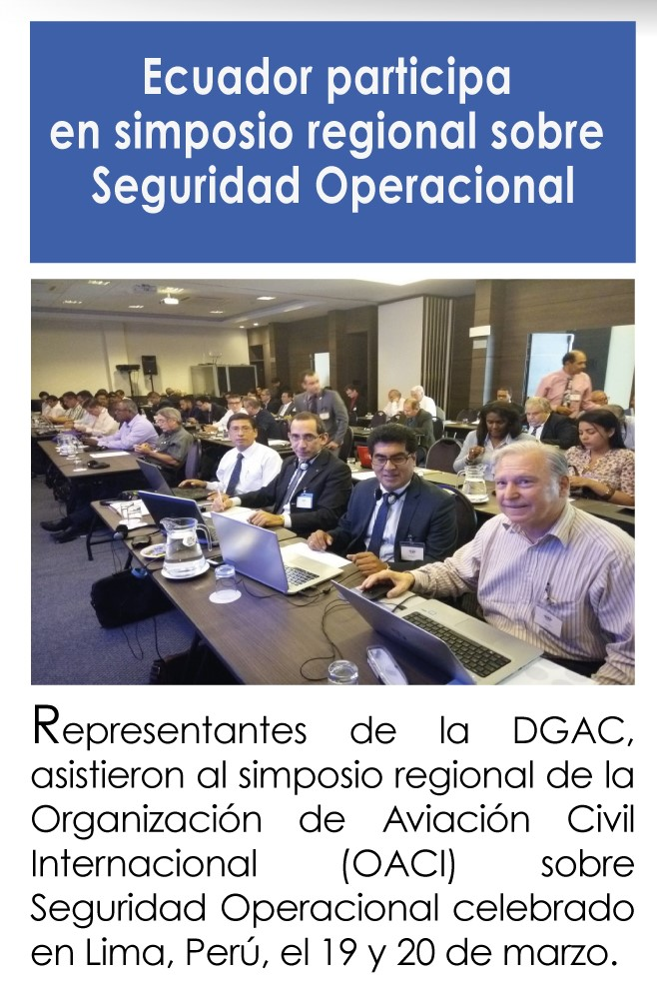 Ecuador participa
en simposio regional sobre
Seguridad Operacional
Representantes de la DGAC,
asistieron al simposio regional de la
Organización de Aviación Civil
Internacional (OACI) sobre
Seguridad Operacional celebrado
en Lima, Perú, el 19 y 20 de marzo.